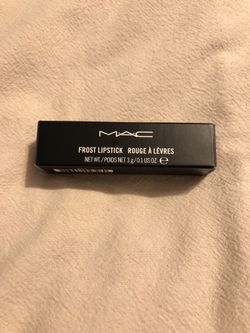 MAC
FROST LIPSTICK ROUGE À LÈVRES
NET WT./POIDS NET 3 g/0.1 US OZ ℮